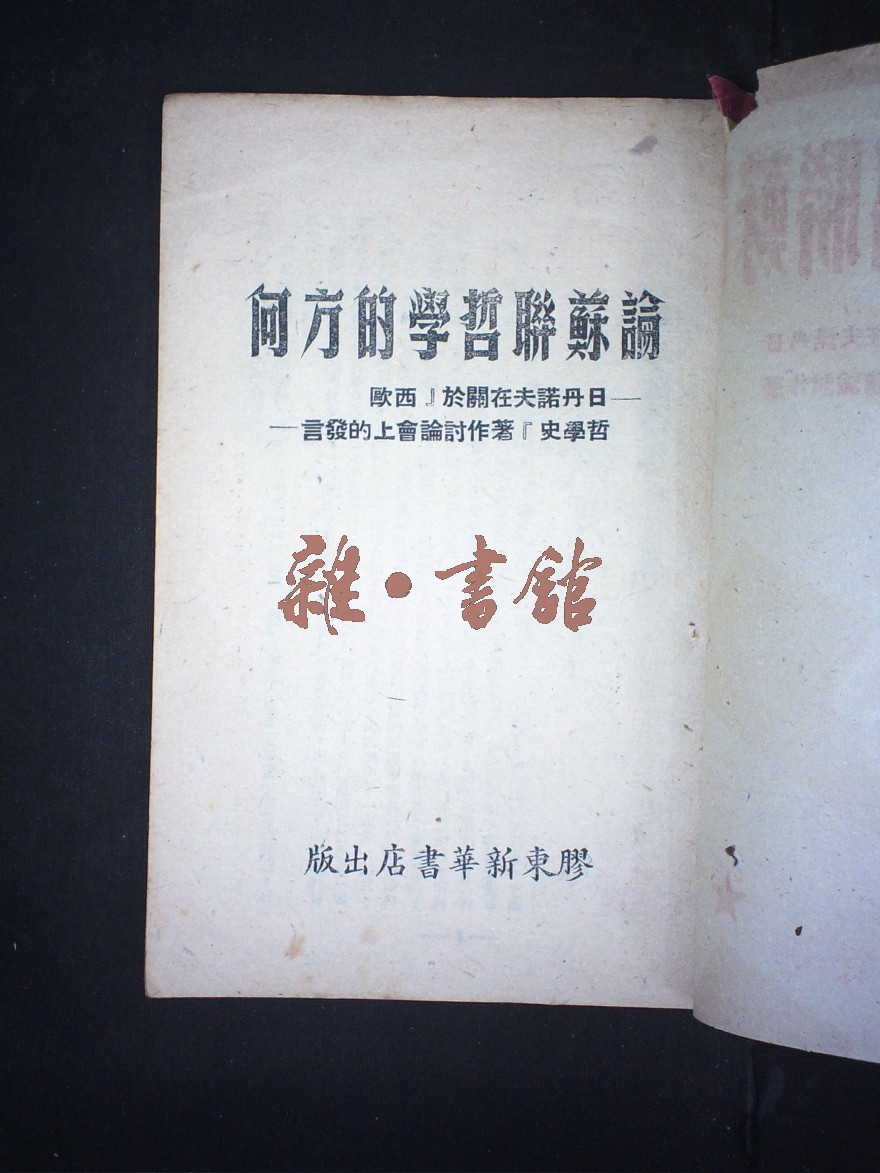 論蘇聯哲學的方向
—日丹諾夫在關於『西歐
哲學史』著作討論會上的發言—
雜•書館
膠東新華書店出版